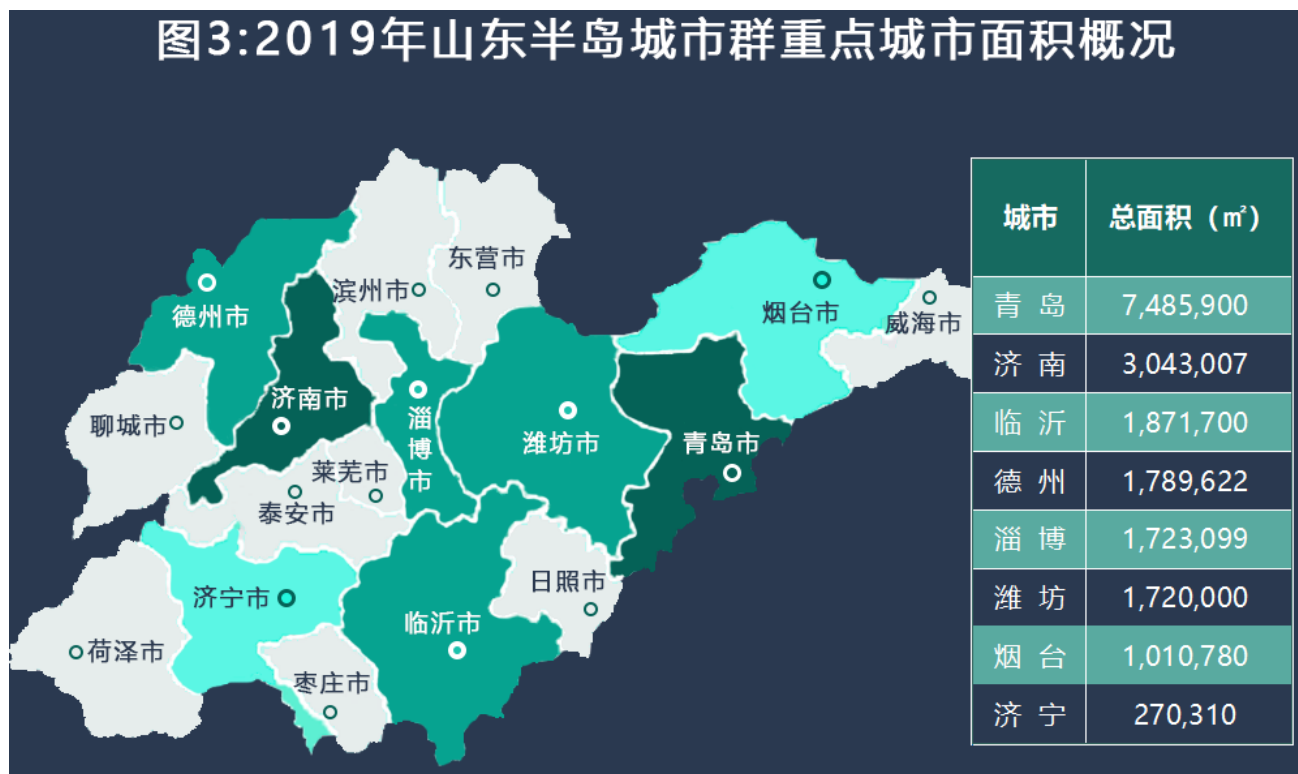 图3:2019年山东半岛城市群重点城市面积概况
东营市
滨州市
德州市
烟台市
威海市
济南市
聊城市
淄博市
潍坊市
青岛市
莱芜市
泰安市
日照市
济宁市
临沂市
荷泽市
枣庄市
城市 总面积（㎡）
青岛 7,485,900
济南 3,043,007
临沂 1,871,700
德州 1,789,622
淄博 1,723,099
潍坊 1,720,000
烟台 1,010,780
济宁 270,310